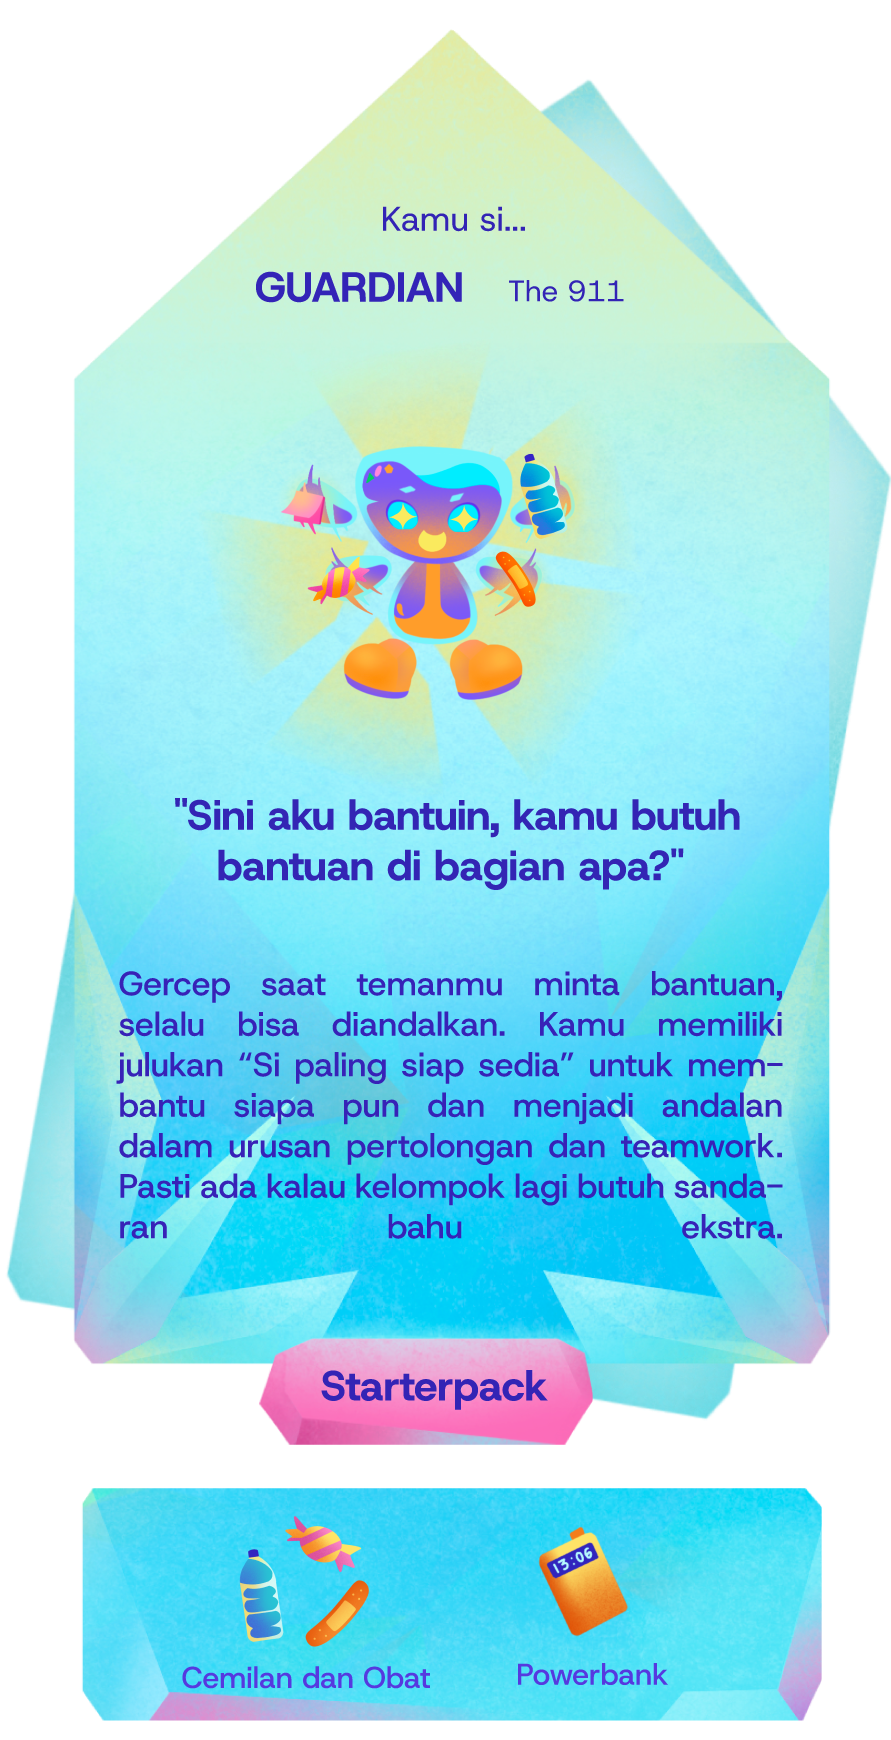 Kamu si...
GUARDIAN The 911
"Sini aku bantuin, kamu butuh
bantuan di bagian apa?"
Gercep saat temanmu minta bantuan,
selalu bisa diandalkan. Kamu memiliki
julukan “Si paling siap sedia” untuk mem-
bantu siapa pun dan menjadi andalan
dalam urusan pertolongan dan teamwork.
Pasti ada kalau kelompok lagi butuh sanda-
ran bahu ekstra.
Starterpack
13:06
Cemilan dan Obat
Powerbank